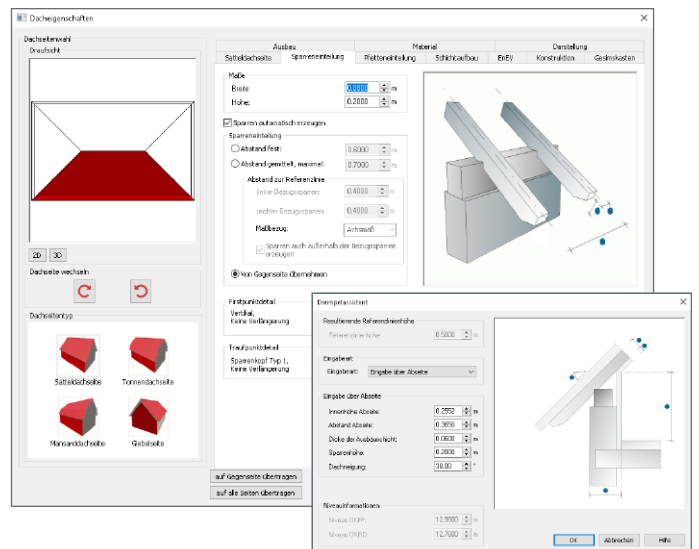 Dacheigenschaften
Dachseitenwahl
Draufsicht
2D 3D
Dachseite wechseln
Dachseitentyp
Satteldachseite Tonnendachseite
Mansarddachseite Giebelseite
Ausbau Material Darstellung
Satteldachseite Sparreneinteilung Pfetteneinteilung Schichtaufbau EnEV Konstruktion Gesimskasten
Maße
Breite: 0.0800 m
Höhe: 0.2000 m
Sparren automatisch erzeugen
Sparreneinteilung
Abstand fest: 0.6000 m
Abstand gemittelt, maximal: 0.7000 m
Abstand zur Referenzlinie
linker Bezugssparren: 0.4000 m
rechter Bezugssparren: 0.4000 m
Maßbezug: Achsmaß
Sparren auch außerhalb der Bezugssparren
erzeugen
Von Gegenseite übernehmen
Firstpunktdetail
Vertikal,
Keine Verlängerung
Traufpunktdetail
Sparrenkopf Typ 1,
Keine Verlängerung
auf Gegenseite übertragen
auf alle Seiten übertragen
Drempelassistent
Resultierende Referenzlinienhöhe
Referenzlinienhöhe: 0.5000 m
Eingabeart
Eingabeart: Eingabe über Abseite
Eingabe über Abseite
Innenhöhe Abseite: 0.2552 m
Abstand Abseite: 0.3650 m
Dicke der Ausbauschicht: 0.0600 m
Sparrenhöhe: 0.2000 m
Dachneigung: 38.00 °
Niveauinformationen
Niveau OKFF: 12.9800 m
Niveau OKRD: 12.7800 m
OK Abbrechen Hilfe